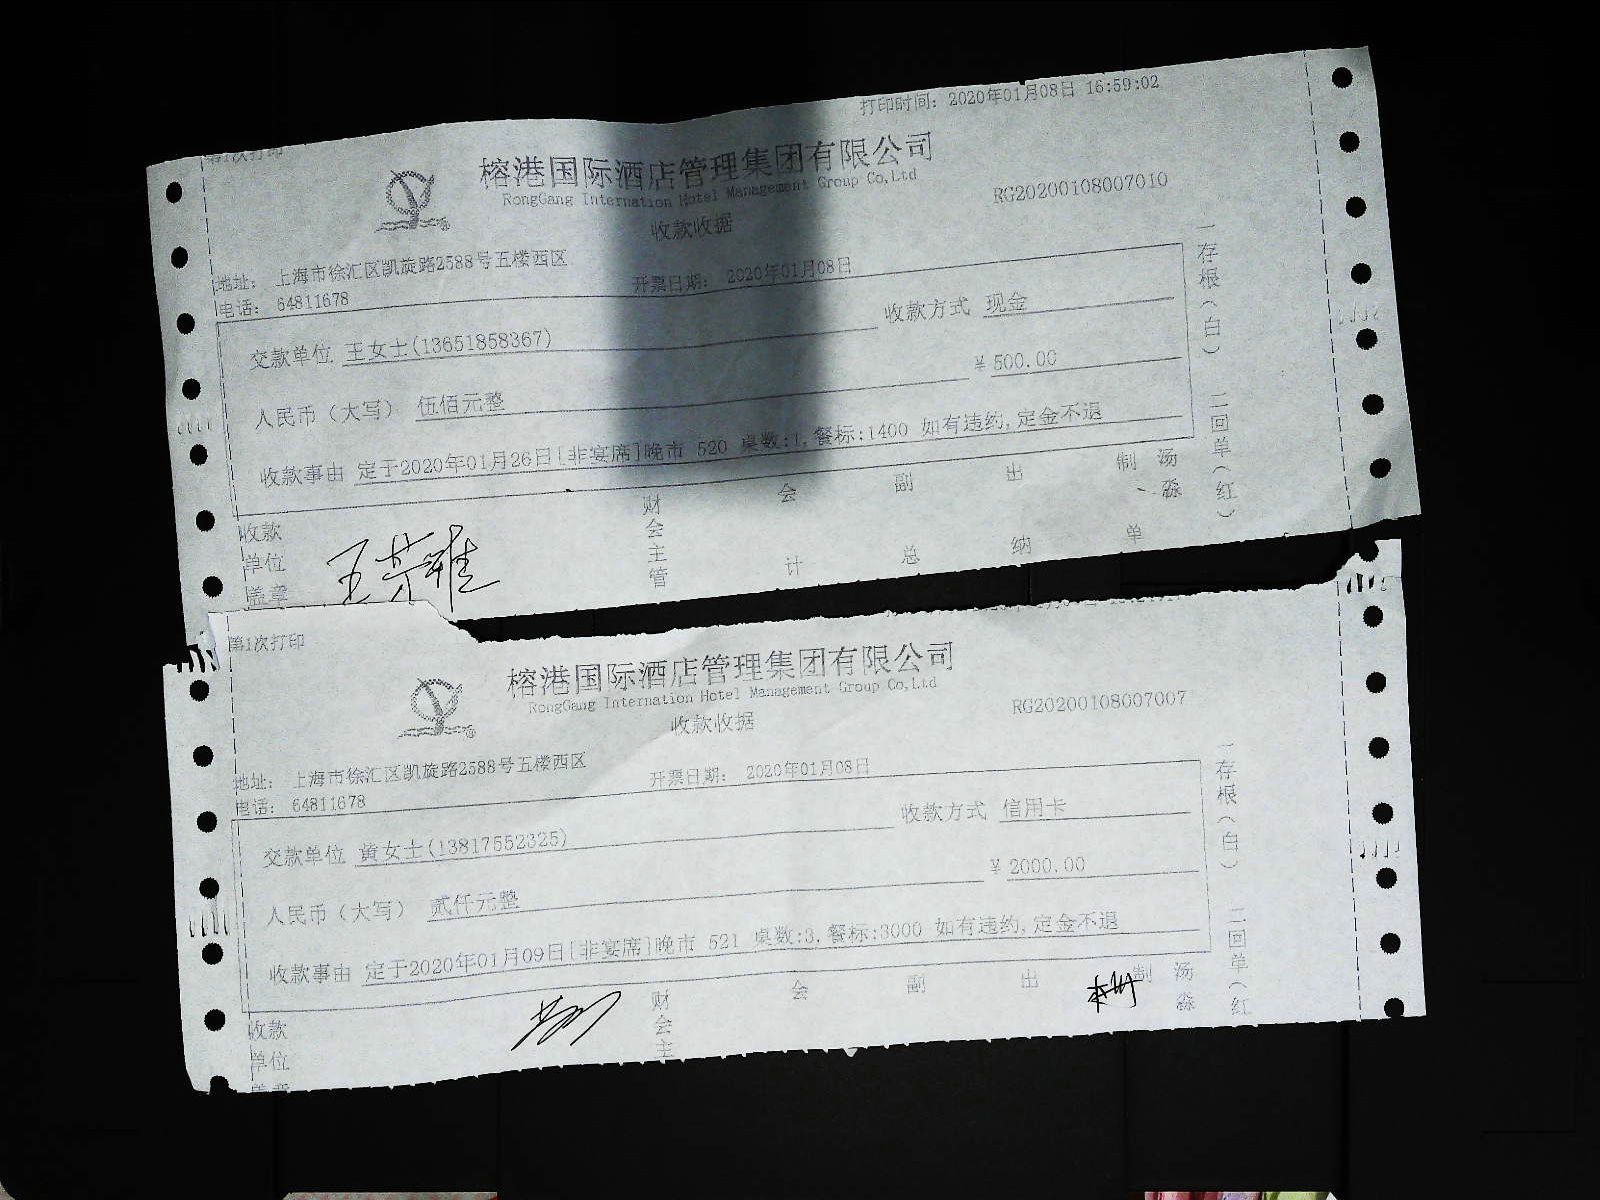 第1次打印
打印时间: 2020年01月08日 16:59:02
榕港国际酒店管理集团有限公司
RongGang Internation Hotel Management Group Co,Ltd
RG20200108007010
收款收据
地址: 上海市徐汇区凯旋路2588号五楼西区
电话: 64811678
开票日期: 2020年01月08日
交款单位 王女士(13651858367)
收款方式 现金
人民币（大写） 伍佰元整
¥ 500.00
收款事由 定于2020年01月26日[非宴席]晚市 520 桌数:1,餐标:1400 如有违约,定金不退
一存根（白） 二回单（红）
收款单位盖章
财会主管
会计
副总
出纳
制单
汤淼
第1次打印
榕港国际酒店管理集团有限公司
RongGang Internation Hotel Management Group Co,Ltd
RG20200108007007
收款收据
地址: 上海市徐汇区凯旋路2588号五楼西区
电话: 64811678
开票日期: 2020年01月08日
交款单位 黄女士(13817552325)
收款方式 信用卡
人民币（大写） 贰仟元整
¥ 2000.00
收款事由 定于2020年01月09日[非宴席]晚市 521 桌数:3,餐标:3000 如有违约,定金不退
一存根（白） 二回单（红
收款单位
财会主
会
副
出
制
汤淼